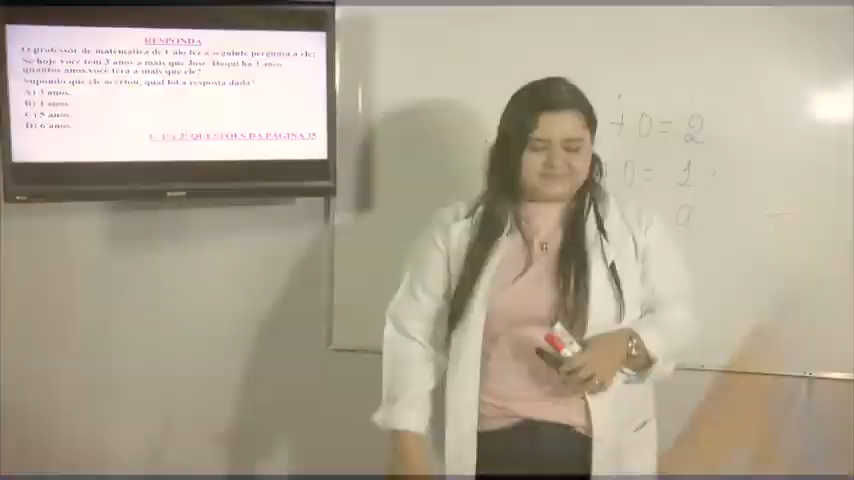 RESPONDA
O professor de matemática de Caio fez a seguinte pergunta a ele:
Se hoje você tem 3 anos a mais que José. Daqui há 3 anos
quantos anos você terá a mais que ele?
Supondo que ele acertou, qual foi a resposta dada?
A) 3 anos.
B) 4 anos.
C) 5 anos.
D) 6 anos.
QUESTÕES DA PÁGINA
+ 0 = 2
0 = 1
a